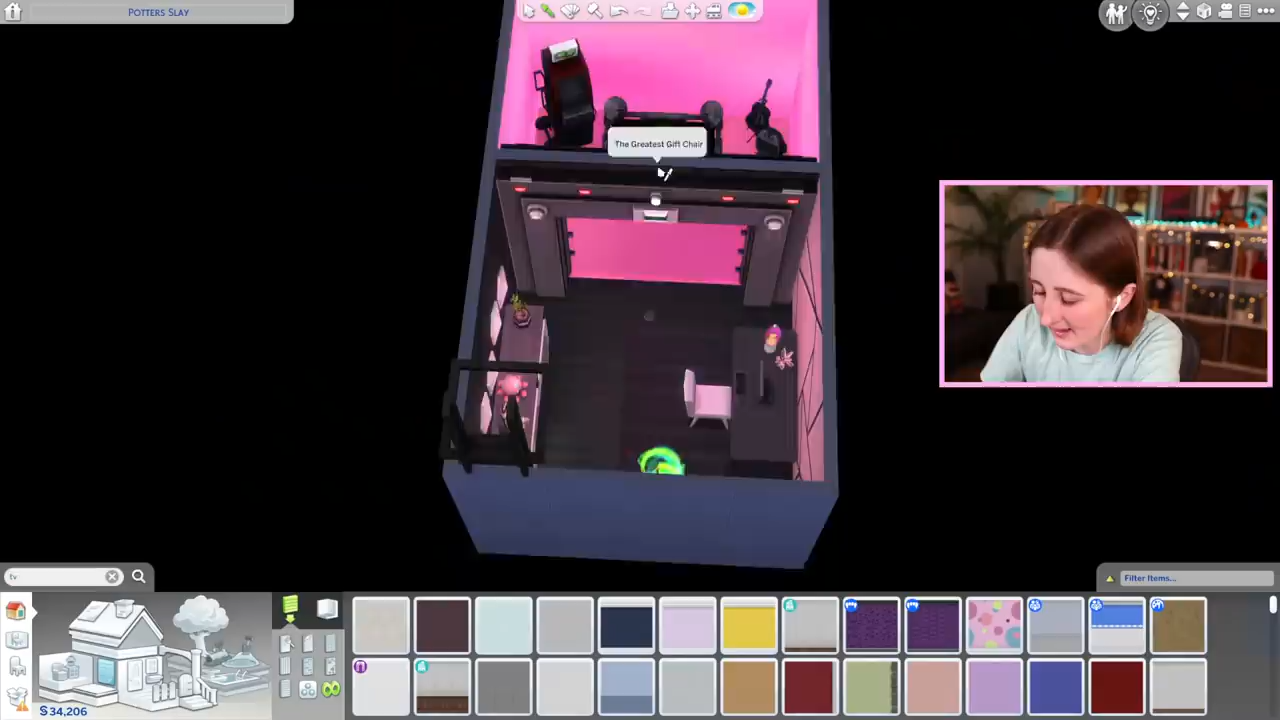 Potters Slay
The Greatest Gift Chair
tv
Filter Items...
§34,206